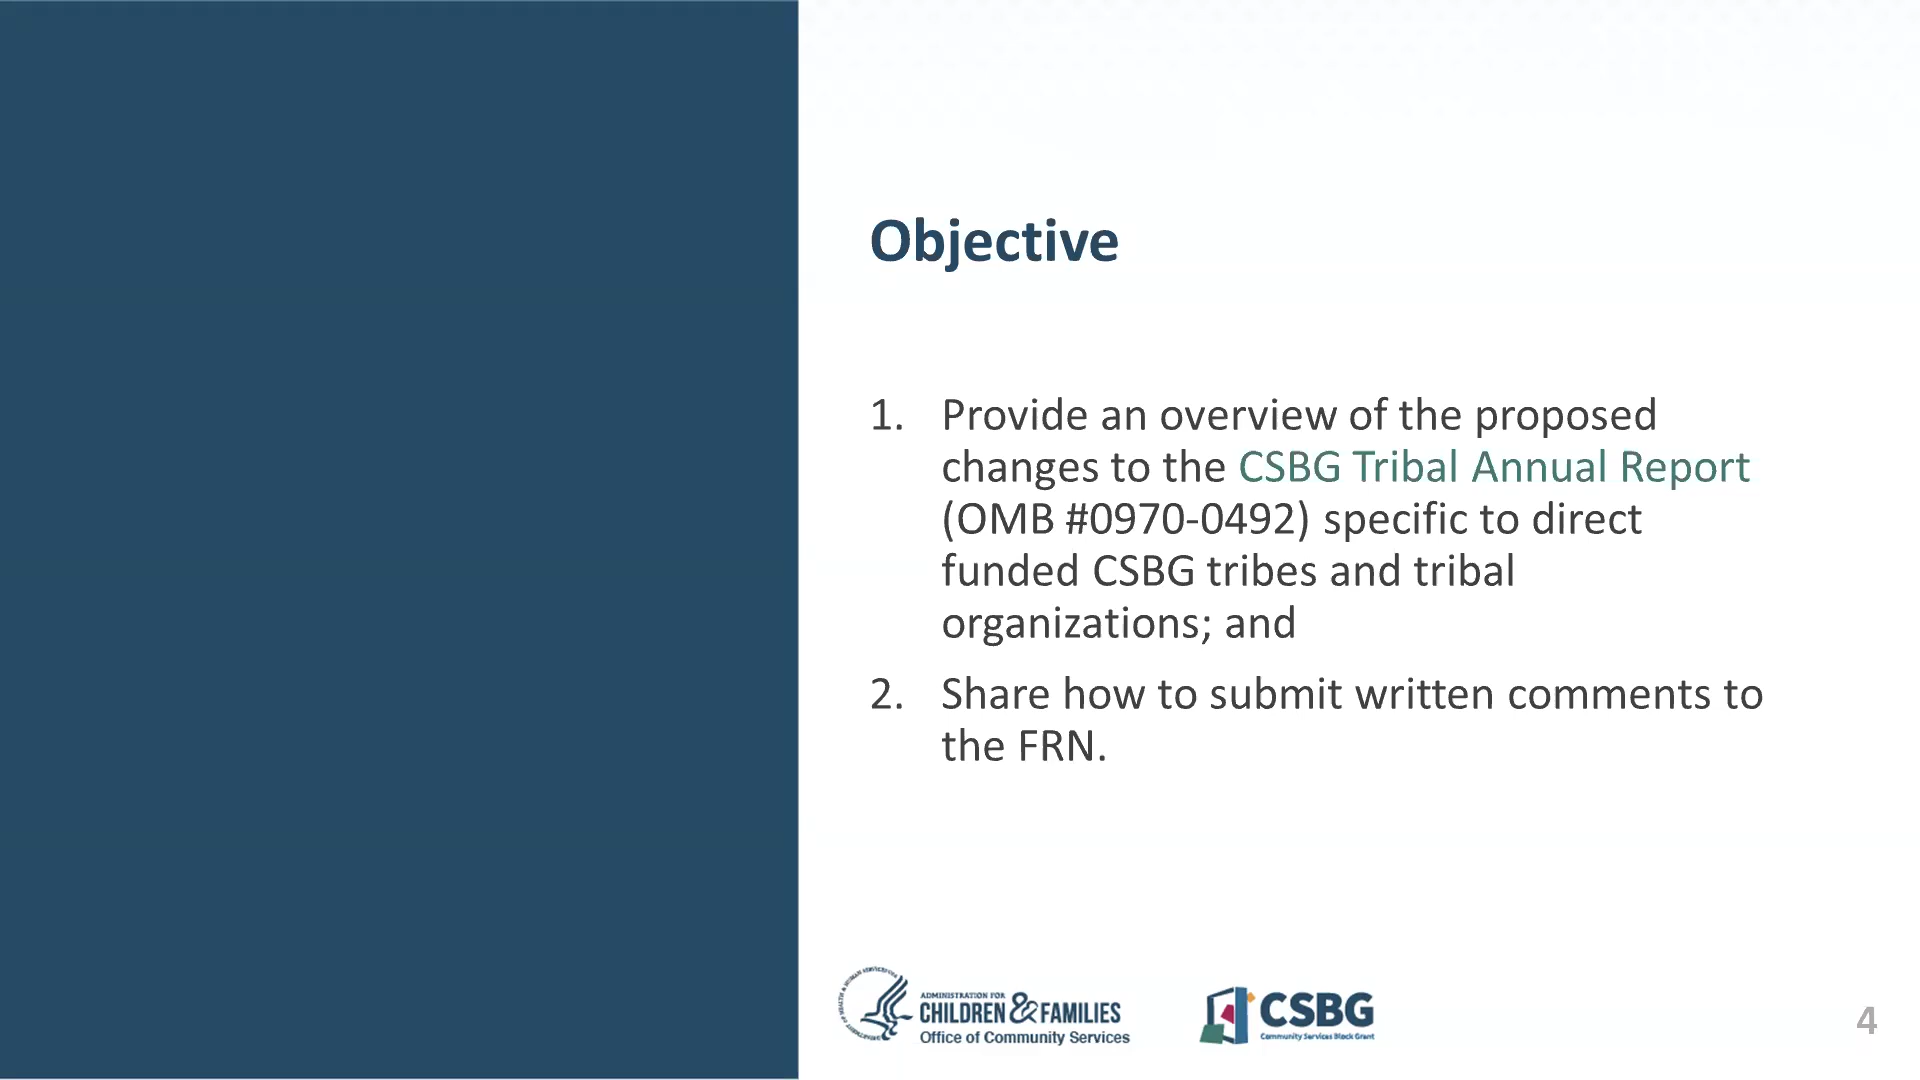 Objective
1. Provide an overview of the proposed
changes to the CSBG Tribal Annual Report
(OMB #0970-0492) specific to direct
funded CSBG tribes and tribal
organizations; and
2. Share how to submit written comments to
the FRN.
ADMINISTRATION FOR
CHILDREN & FAMILIES
Office of Community Services
CSBG
Community Services Block Grant
4